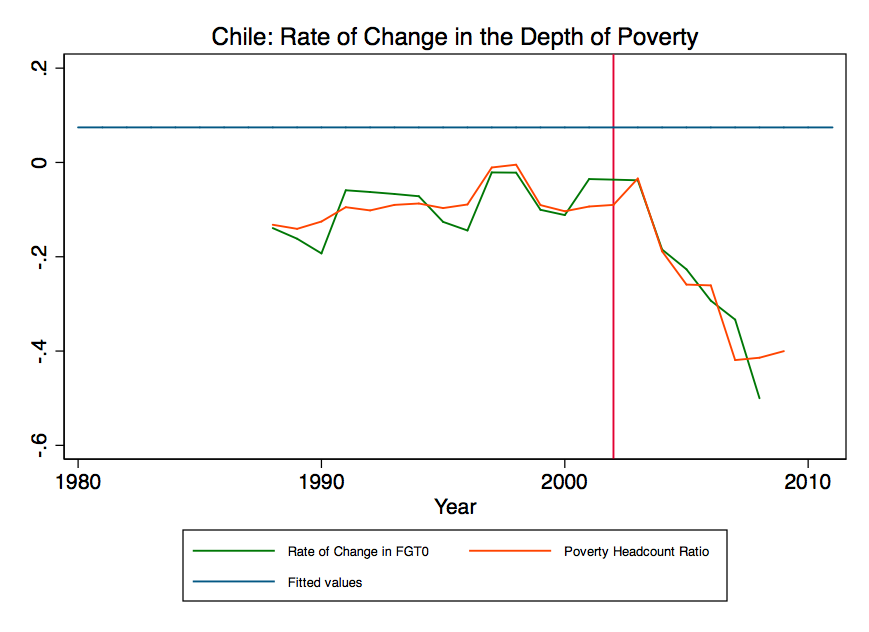 Chile: Rate of Change in the Depth of Poverty
.2
0
-.2
-.4
-.6
1980 1990 2000 2010
Year
Rate of Change in FGT0 Poverty Headcount Ratio
Fitted values